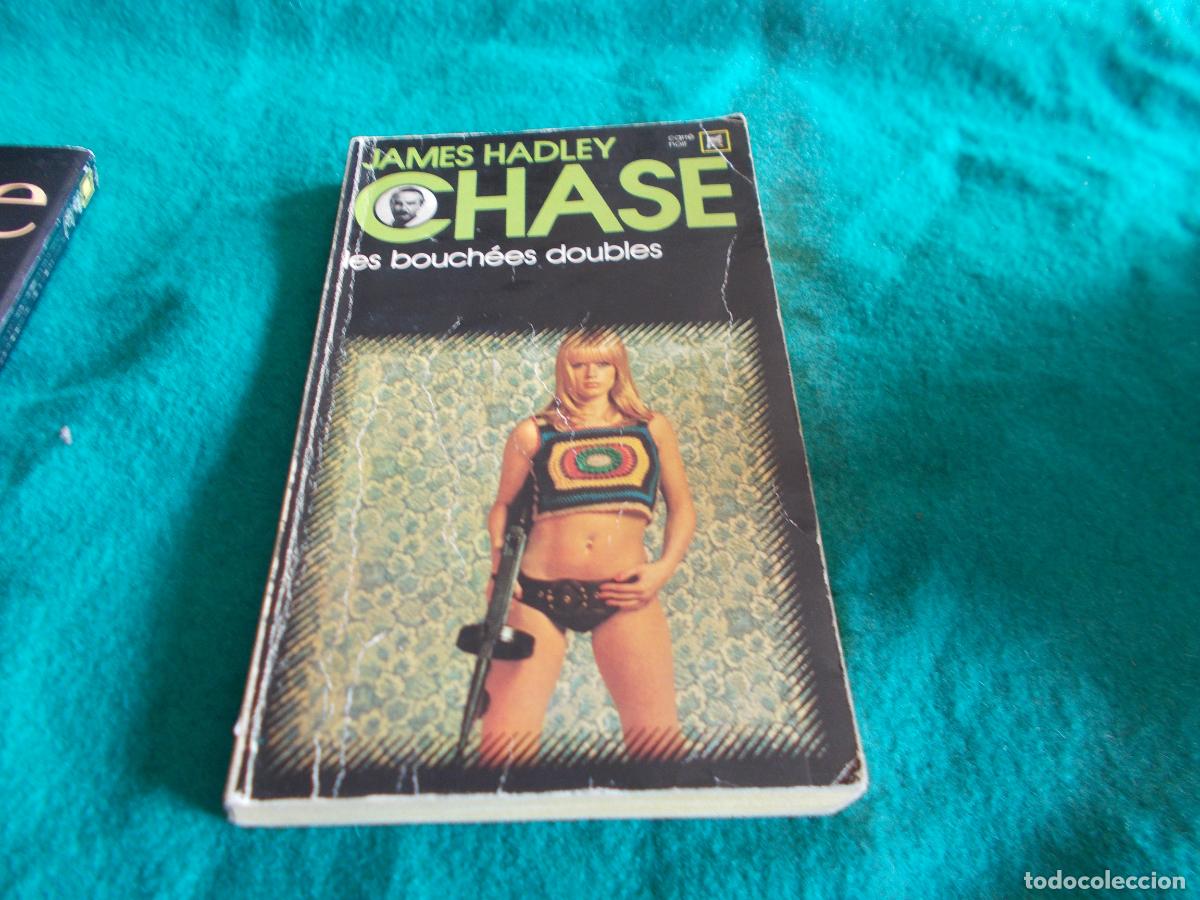 e
JAMES HADLEY
CHASE
carré
noir
les bouchées doubles
todocoleccion